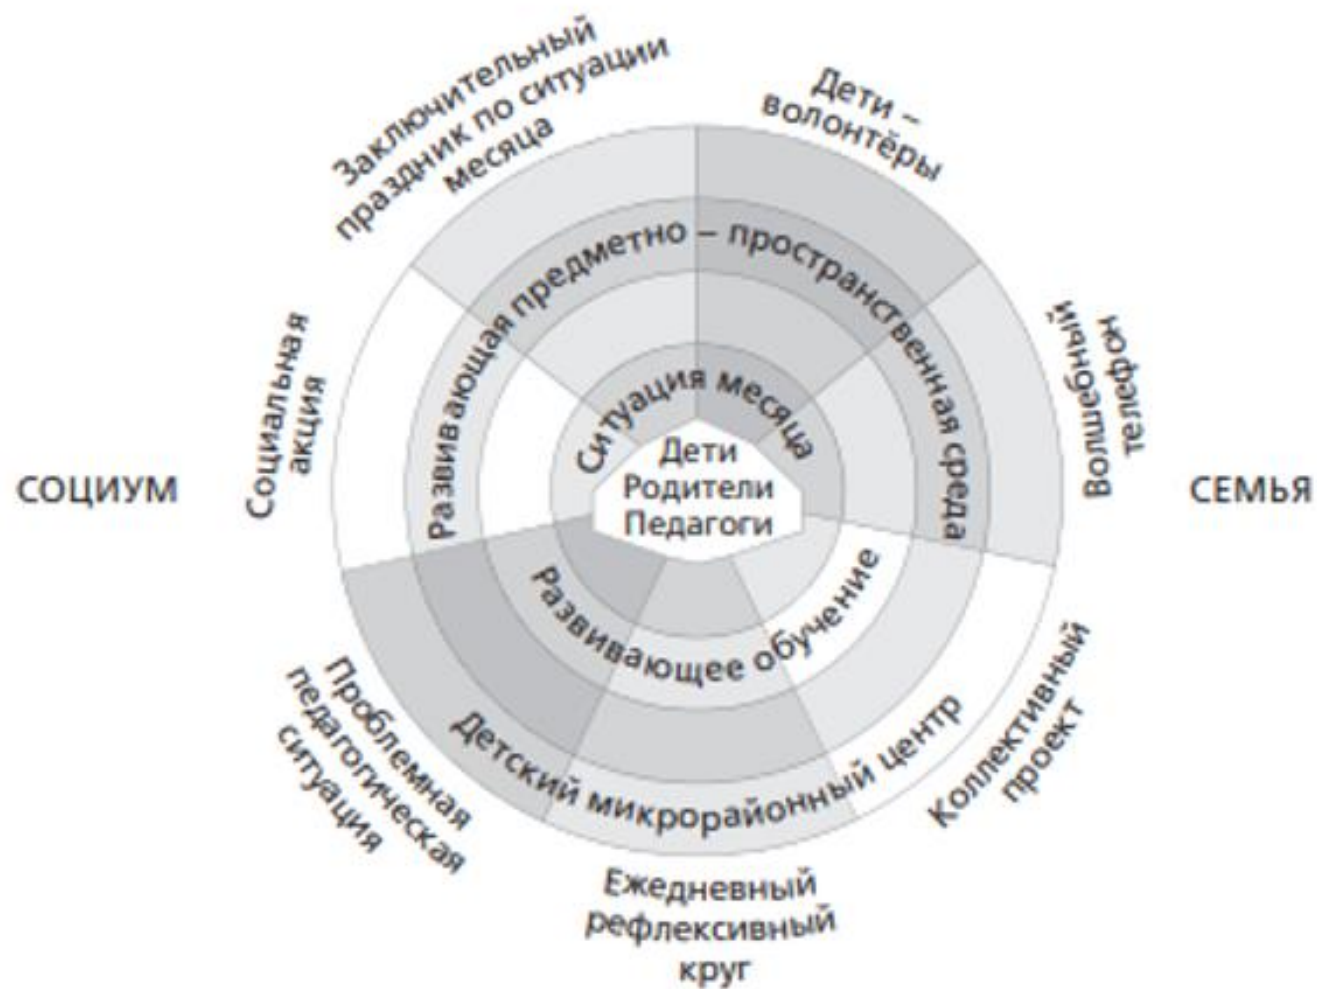 Заключительный
праздник по ситуации
месяца
Дети –
волонтёры
Волшебный
телефон
Коллективный
проект
Ежедневный
рефлексивный
круг
Проблемная
педагогическая
ситуация
Социальная
акция
СОЦИУМ
СЕМЬЯ
Развивающая предметно – пространственная среда
Ситуация месяца
Дети
Родители
Педагоги
Развивающее обучение
Детский микрорайонный центр